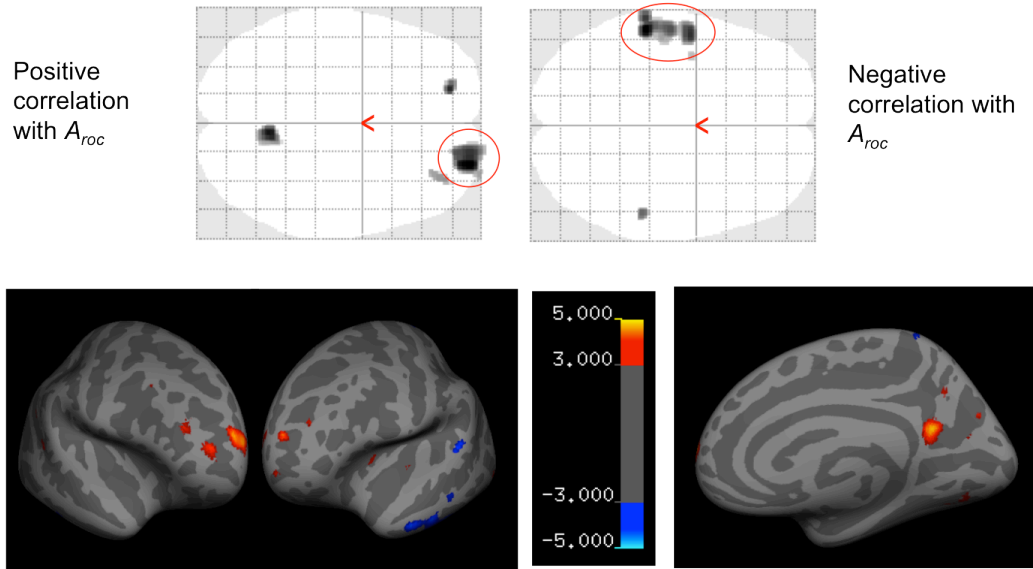 Positive
correlation
with Aroc
Negative
correlation with
Aroc
5.000
3.000
-3.000
-5.000